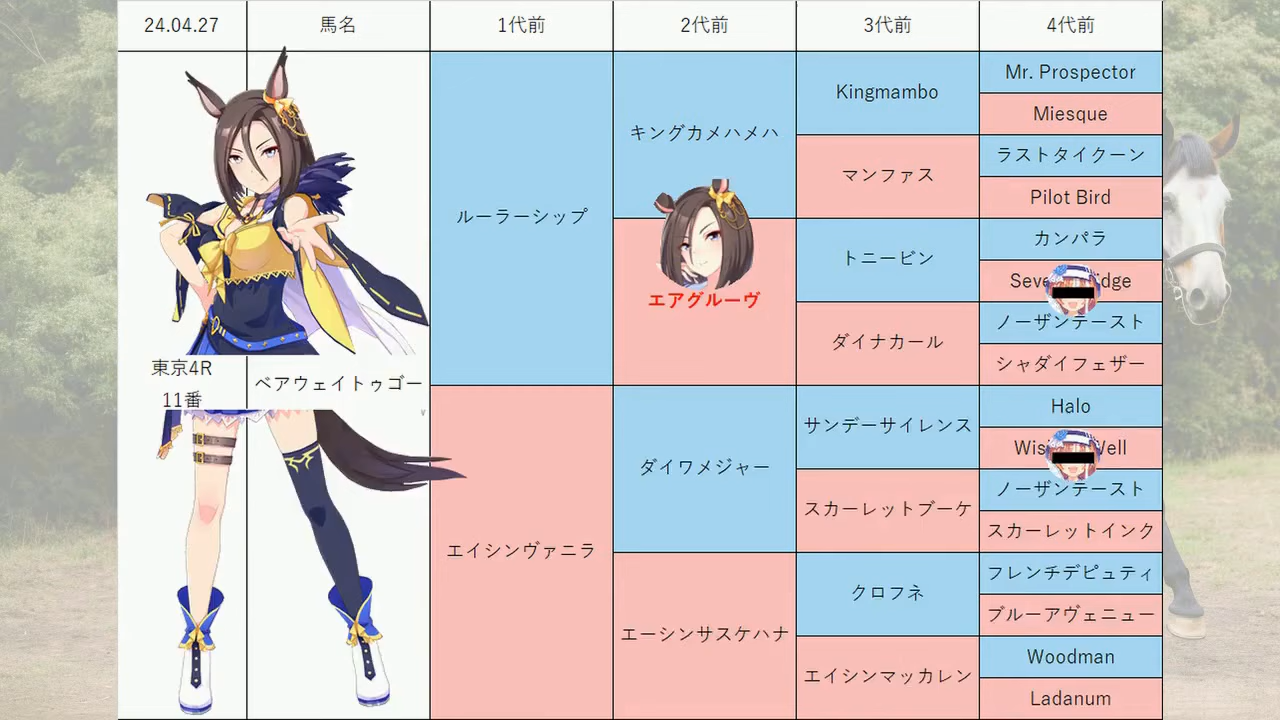 24.04.27 馬名 1代前 2代前 3代前 4代前
東京4R
11番
ベアウェイトゥゴー
ルーラーシップ
エイシンヴァニラ
キングカメハメハ
エアグルーヴ
ダイワメジャー
エーシンサスケハナ
Kingmambo
マンファス
トニービン
ダイナカール
サンデーサイレンス
スカーレットブーケ
クロフネ
エイシンマッカレン
Mr. Prospector
Miesque
ラストタイクーン
Pilot Bird
カンパラ
ノーザンテースト
シャダイフェザー
Halo
ノーザンテースト
スカーレットインク
フレンチデピュティ
ブルーアヴェニュー
Woodman
Ladanum